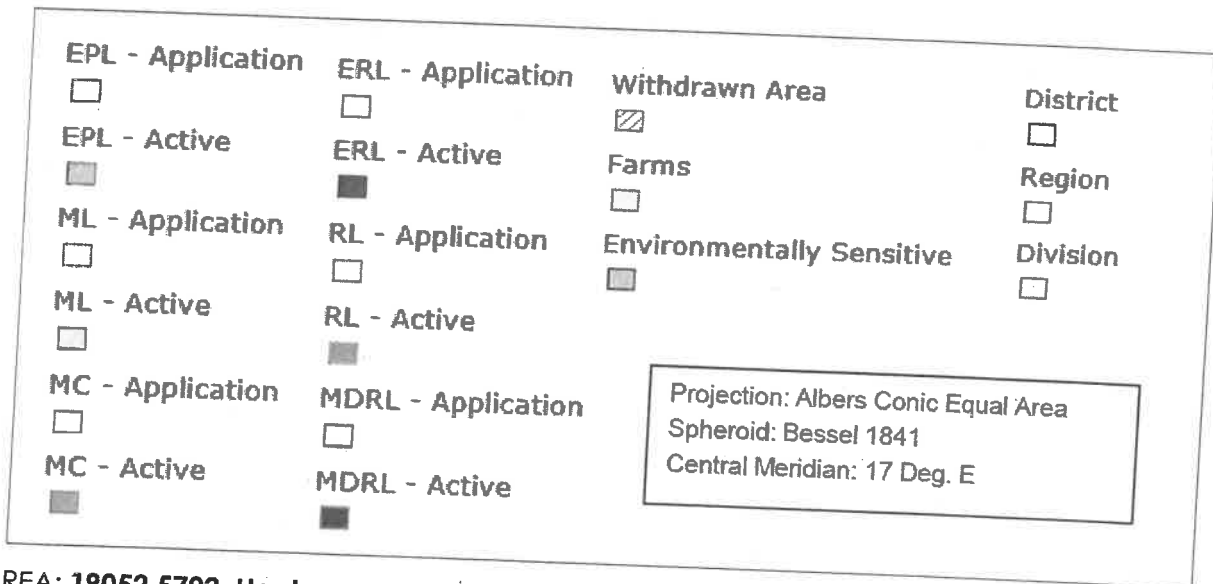 EPL - Application
EPL - Active
ML - Application
ML - Active
MC - Application
MC - Active
ERL - Application
ERL - Active
RL - Application
RL - Active
MDRL - Application
MDRL - Active
Withdrawn Area
Farms
Environmentally Sensitive
District
Region
Division
Projection: Albers Conic Equal Area
Spheroid: Bessel 1841
Central Meridian: 17 Deg. E